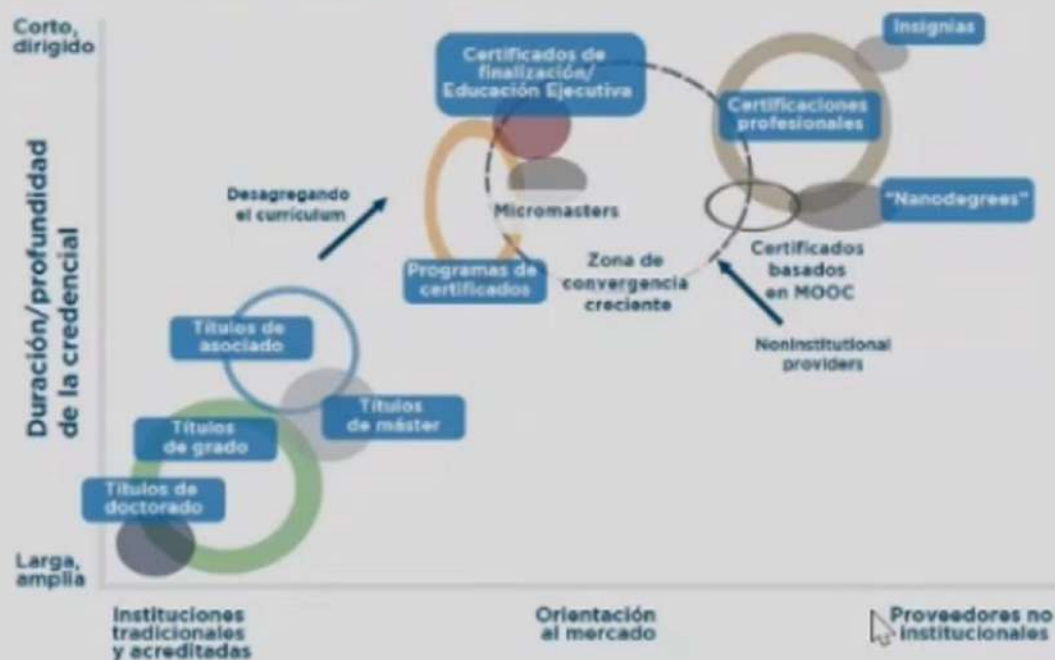 Corto,
dirigido
Insignias
Certificados de
finalización/
Educación Ejecutiva
Certificaciones
profesionales
Duración/profundidad
de la credencial
Desagregando
el currículum
Micromasters
"Nanodegrees"
Programas de
certificados
Zona de
convergencia
creciente
Certificados
basados
en MOOC
Títulos de
asociado
Noninstitutional
providers
Títulos
de máster
Títulos
de grado
Títulos de
doctorado
Larga,
amplia
Instituciones
tradicionales
y acreditadas
Orientación
al mercado
Proveedores no
institucionales